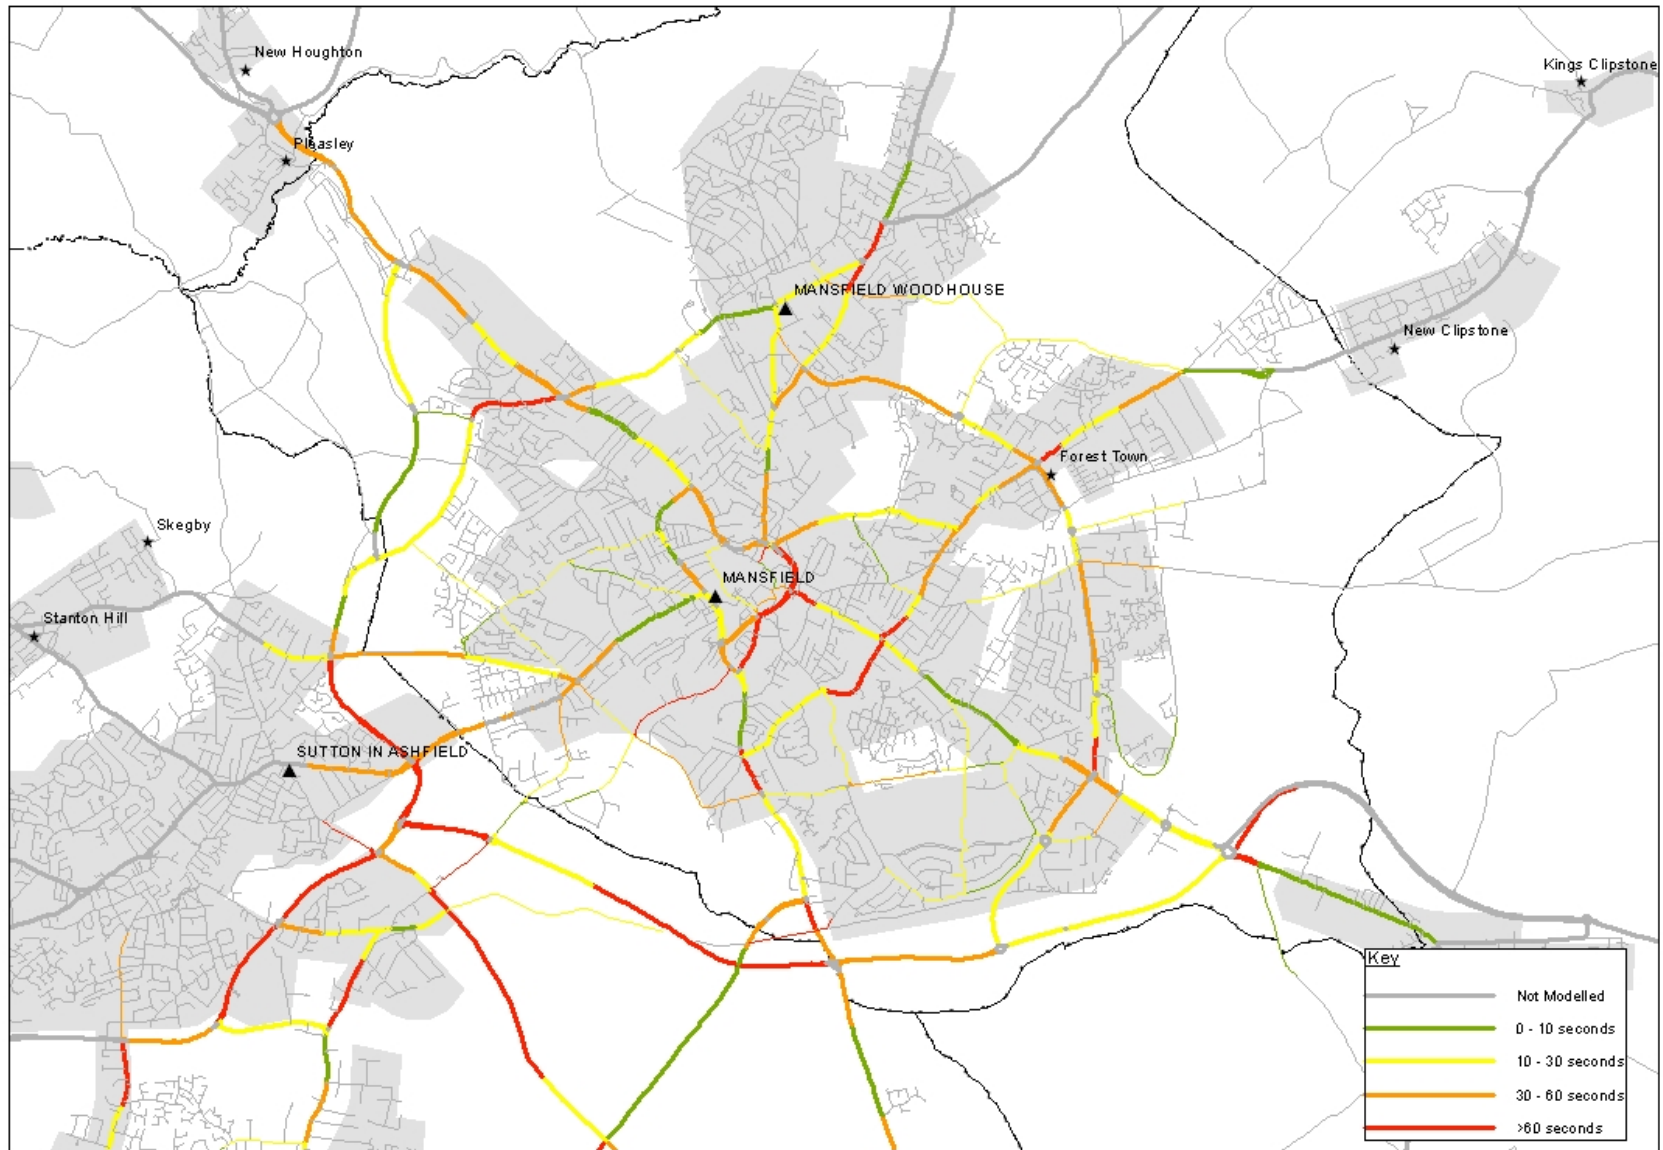 New Houghton
Kings Clipstone
Pleasley
MANSFIELD WOODHOUSE
New Clipstone
Forest Town
Skegby
MANSFIELD
Stanton Hill
SUTTON IN ASHFIELD
Key
Not Modelled
0 - 10 seconds
10 - 30 seconds
30 - 60 seconds
>60 seconds